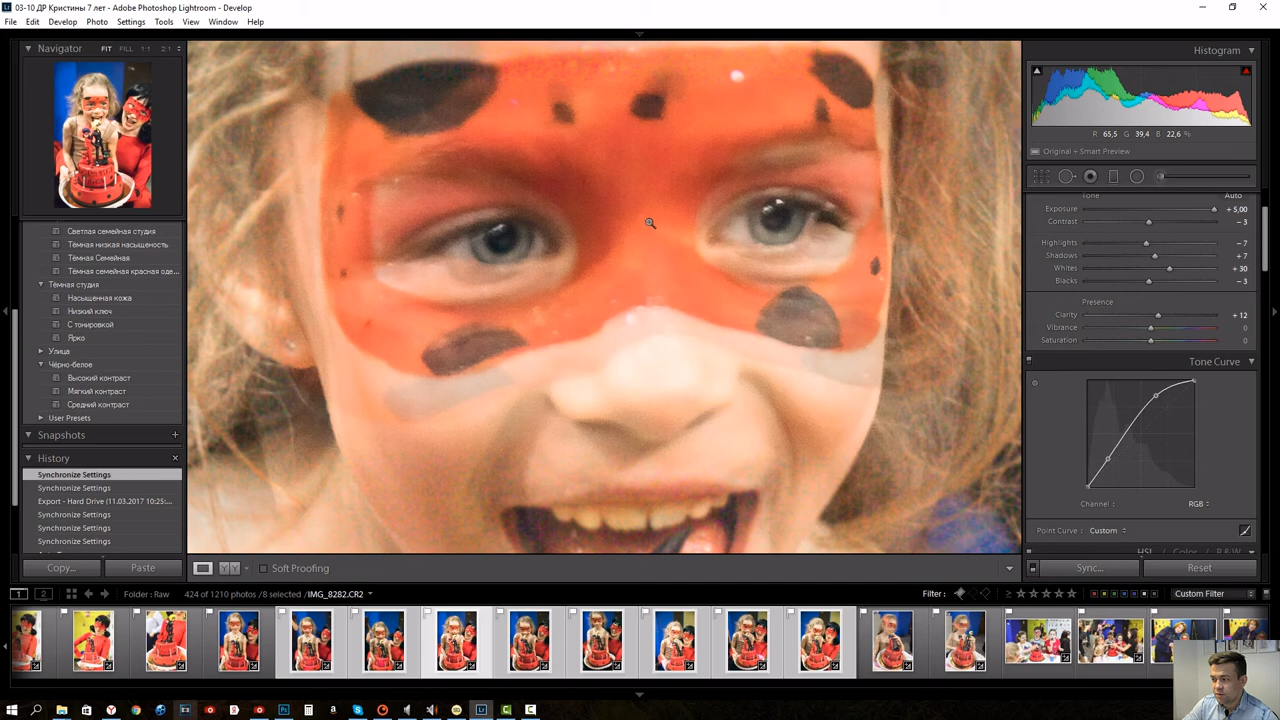 03-10 ДР Кристины 7 лет - Adobe Photoshop Lightroom - Develop
File Edit Develop Photo Settings Tools View Window Help
Navigator FIT FILL 1:1 2:1
Светлая семейная студия
Тёмная низкая насыщеность
Тёмная Семейная
Тёмная семейная красная оде...
Тёмная студия
Насыщенная кожа
Низкий ключ
С тонировкой
Ярко
Улица
Чёрно-белое
Высокий контраст
Мягкий контраст
Средний контраст
User Presets
Snapshots
History
Synchronize Settings
Synchronize Settings
Export - Hard Drive (11.03.2017 10:25:...
Synchronize Settings
Synchronize Settings
Synchronize Settings
Copy... Paste
Soft Proofing
Histogram
R 65,5 G 39,4 B 22,6 %
Original + Smart Preview
Tone Auto
Exposure + 5,00
Contrast − 3
Highlights − 7
Shadows + 7
Whites + 30
Blacks − 3
Presence
Clarity + 12
Vibrance 0
Saturation 0
Tone Curve
Channel : RGB
Point Curve : Custom
HSL / Color / B & W
Sync... Reset
1 2 Folder : Raw 424 of 1210 photos /8 selected /IMG_8282.CR2 Filter : Custom Filter